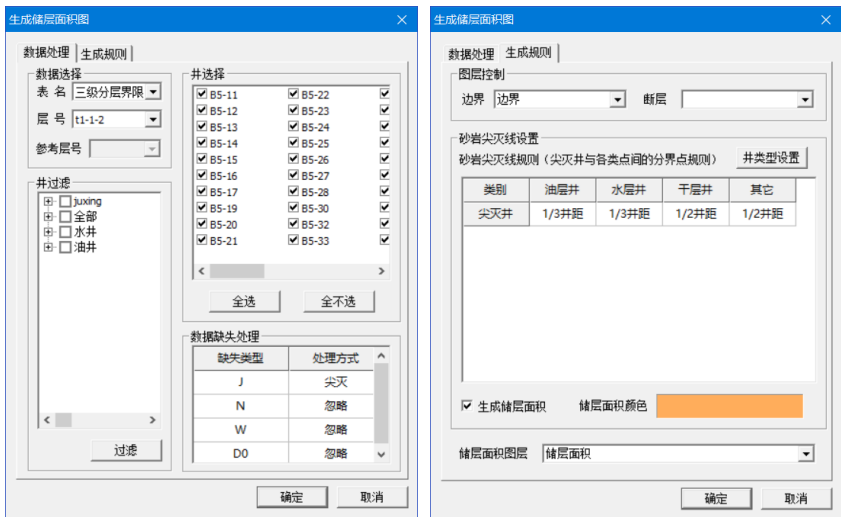 生成储层面积图
数据处理 生成规则
数据选择
表 名 三级分层界限
层 号 t1-1-2
参考层号
井过滤
juxing
全部
水井
油井
过滤
井选择
B5-11 B5-22
B5-12 B5-23
B5-13 B5-24
B5-14 B5-25
B5-15 B5-26
B5-16 B5-27
B5-17 B5-28
B5-19 B5-30
B5-20 B5-32
B5-21 B5-33
全选 全不选
数据缺失处理
缺失类型 处理方式
J 尖灭
N 忽略
W 忽略
D0 忽略
确定 取消
生成储层面积图
数据处理 生成规则
图层控制
边界 边界 断层
砂岩尖灭线设置
砂岩尖灭线规则（尖灭井与各类点间的分界点规则） 井类型设置
类别 油层井 水层井 干层井 其它
尖灭井 1/3井距 1/3井距 1/2井距 1/2井距
生成储层面积 储层面积颜色
储层面积图层 储层面积
确定 取消